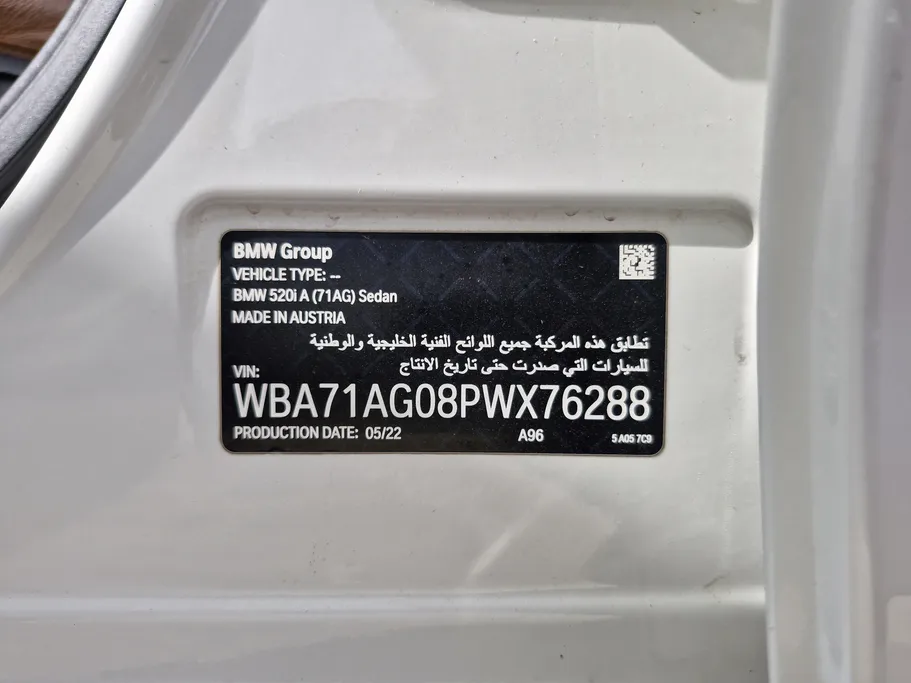 BMW Group
VEHICLE TYPE: --
BMW 520i A (71AG) Sedan
MADE IN AUSTRIA
تطابق هذه المركبة جميع اللوائح الفنية الخليجية والوطنية
للسيارات التي صدرت حتى تاريخ الانتاج
VIN:
WBA71AG08PWX76288
PRODUCTION DATE: 05/22 A96 5 A05 7C9